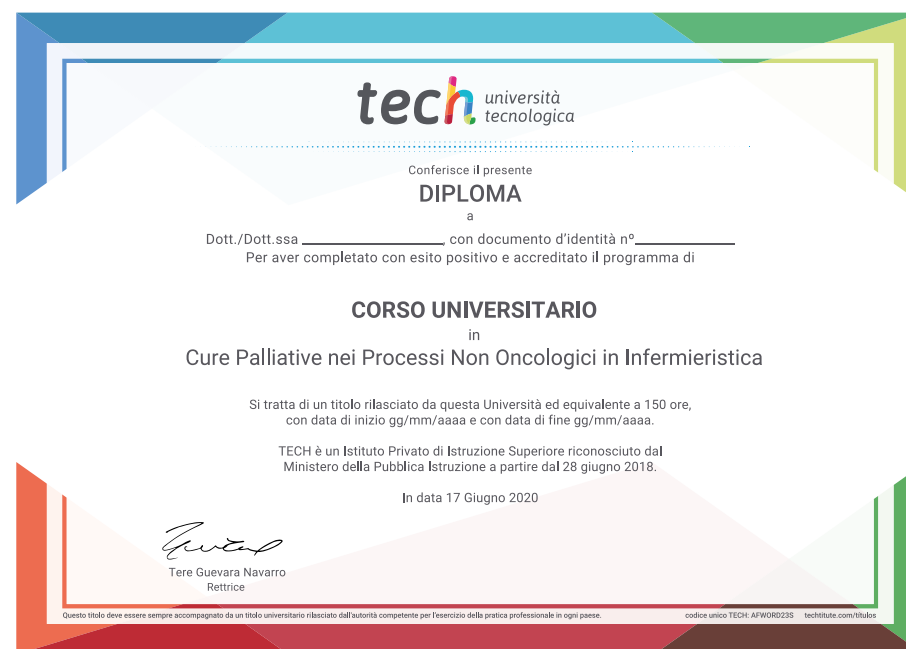 tech università
tecnologica
Conferisce il presente
DIPLOMA
a
Dott./Dott.ssa ____________________, con documento d'identità nº______________
Per aver completato con esito positivo e accreditato il programma di
CORSO UNIVERSITARIO
in
Cure Palliative nei Processi Non Oncologici in Infermieristica
Si tratta di un titolo rilasciato da questa Università ed equivalente a 150 ore,
con data di inizio gg/mm/aaaa e con data di fine gg/mm/aaaa.
TECH è un Istituto Privato di Istruzione Superiore riconosciuto dal
Ministero della Pubblica Istruzione a partire dal 28 giugno 2018.
In data 17 Giugno 2020
Tere Guevara Navarro
Rettrice
Questo titolo deve essere sempre accompagnato da un titolo universitario rilasciato dall'autorità competente per l'esercizio della pratica professionale in ogni paese. codice unico TECH: AFWORD23S techtitute.com/titulos